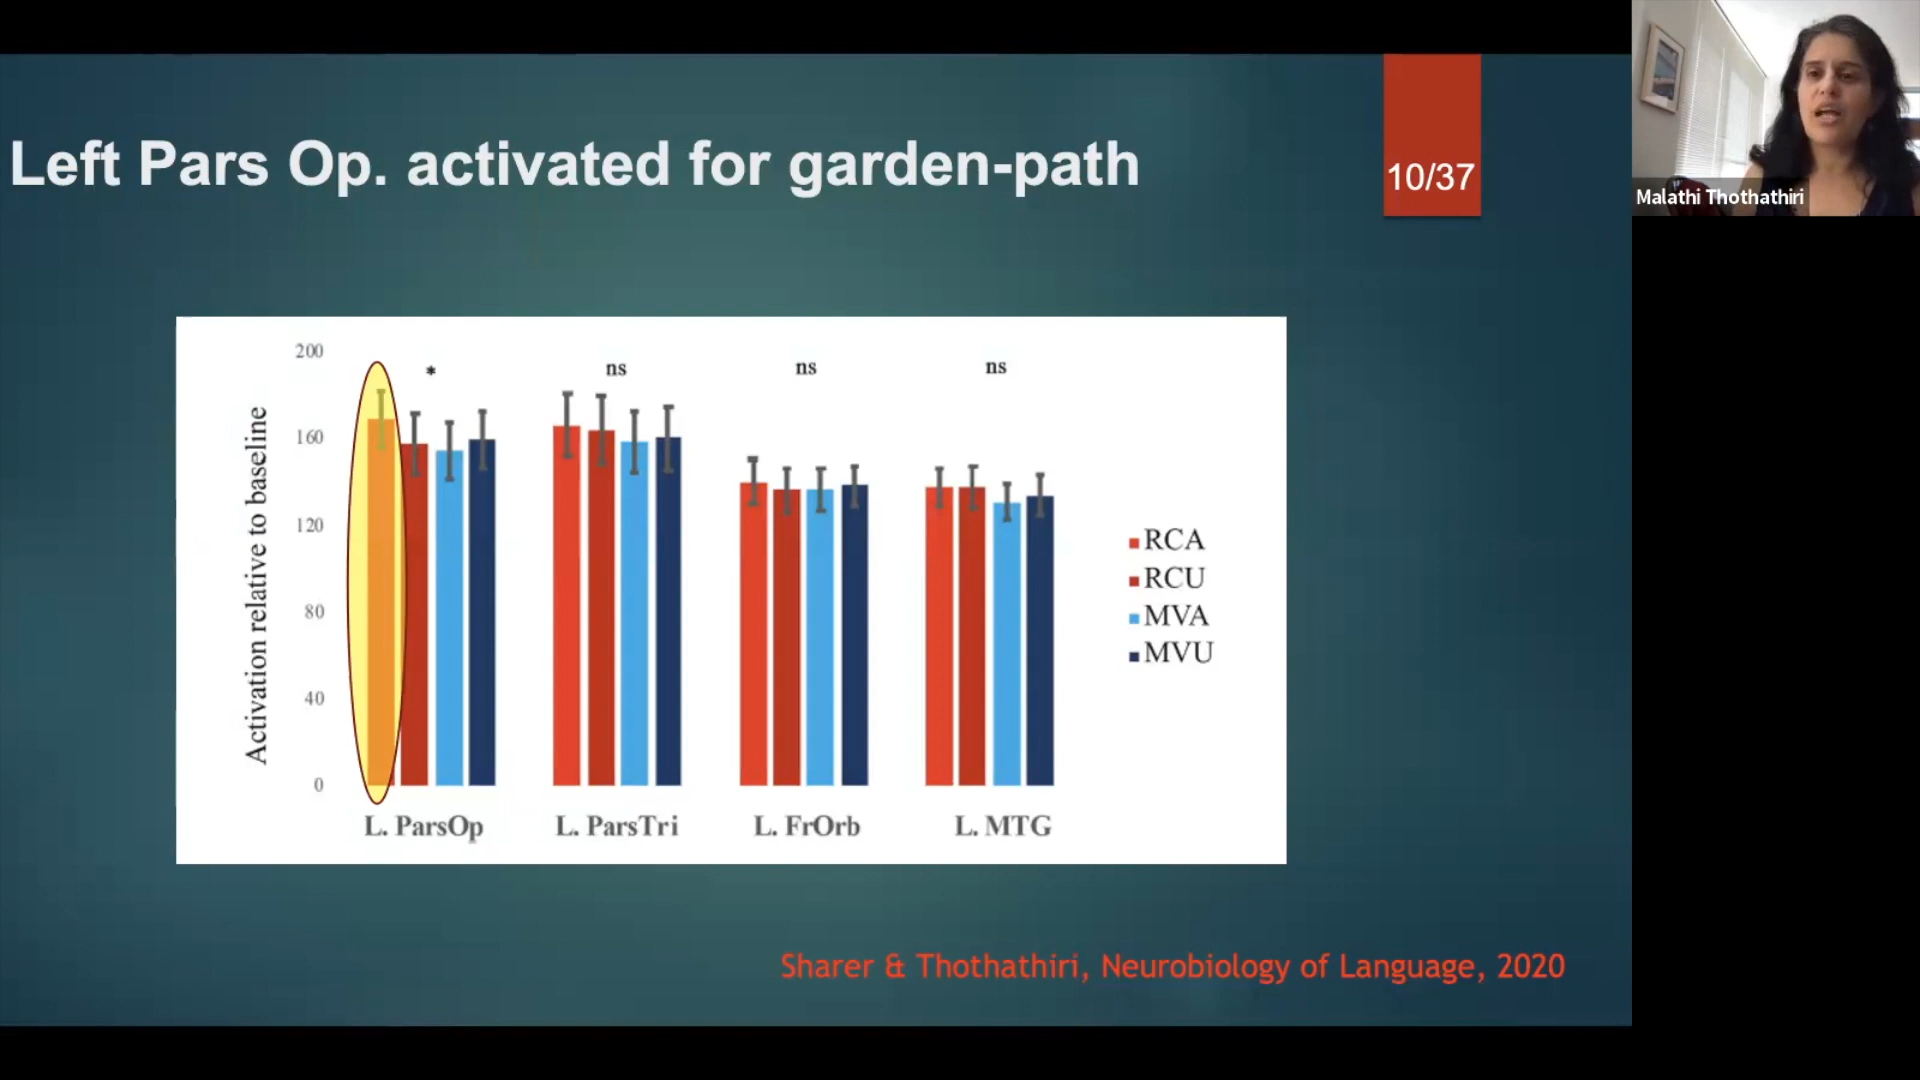 Left Pars Op. activated for garden-path
10/37
Malathi Thothathiri
Activation relative to baseline
200
160
120
80
40
0
*
ns
ns
ns
L. ParsOp
L. ParsTri
L. FrOrb
L. MTG
RCA
RCU
MVA
MVU
Sharer & Thothathiri, Neurobiology of Language, 2020